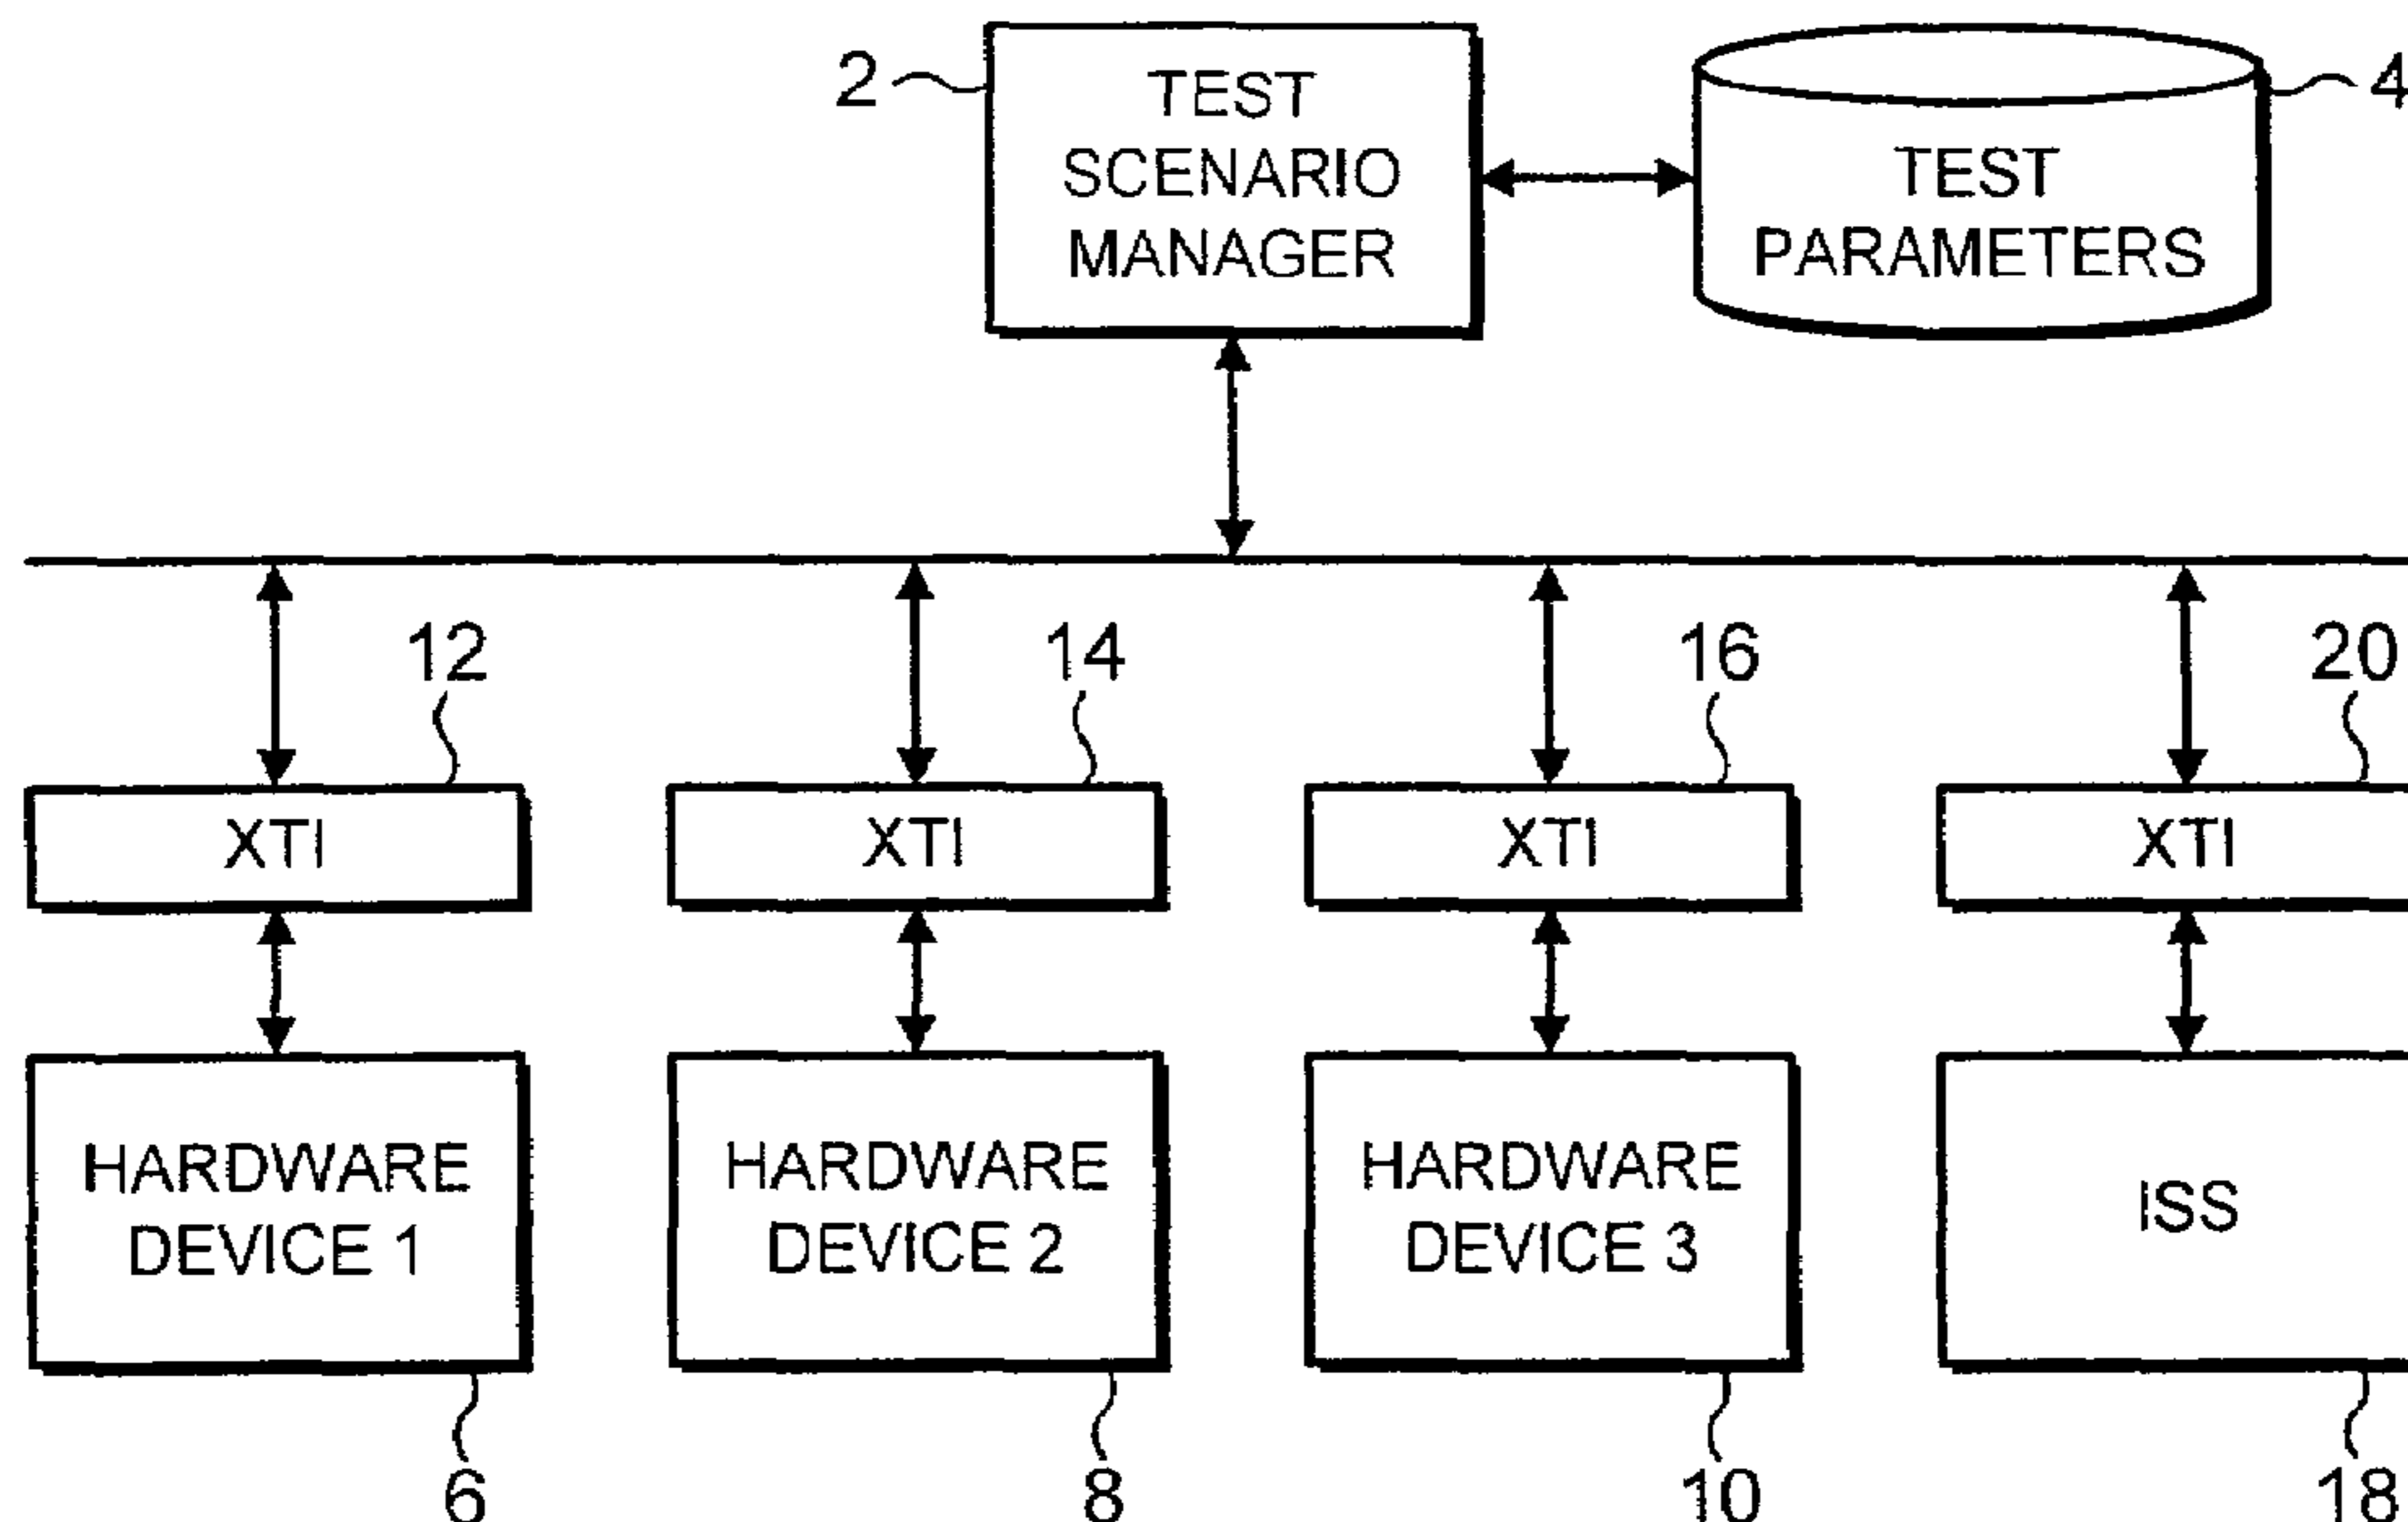 2
TEST
SCENARIO
MANAGER
TEST
PARAMETERS
4
12
14
16
20
XTI
XTI
XTI
XTI
HARDWARE
DEVICE 1
HARDWARE
DEVICE 2
HARDWARE
DEVICE 3
ISS
6
8
10
18